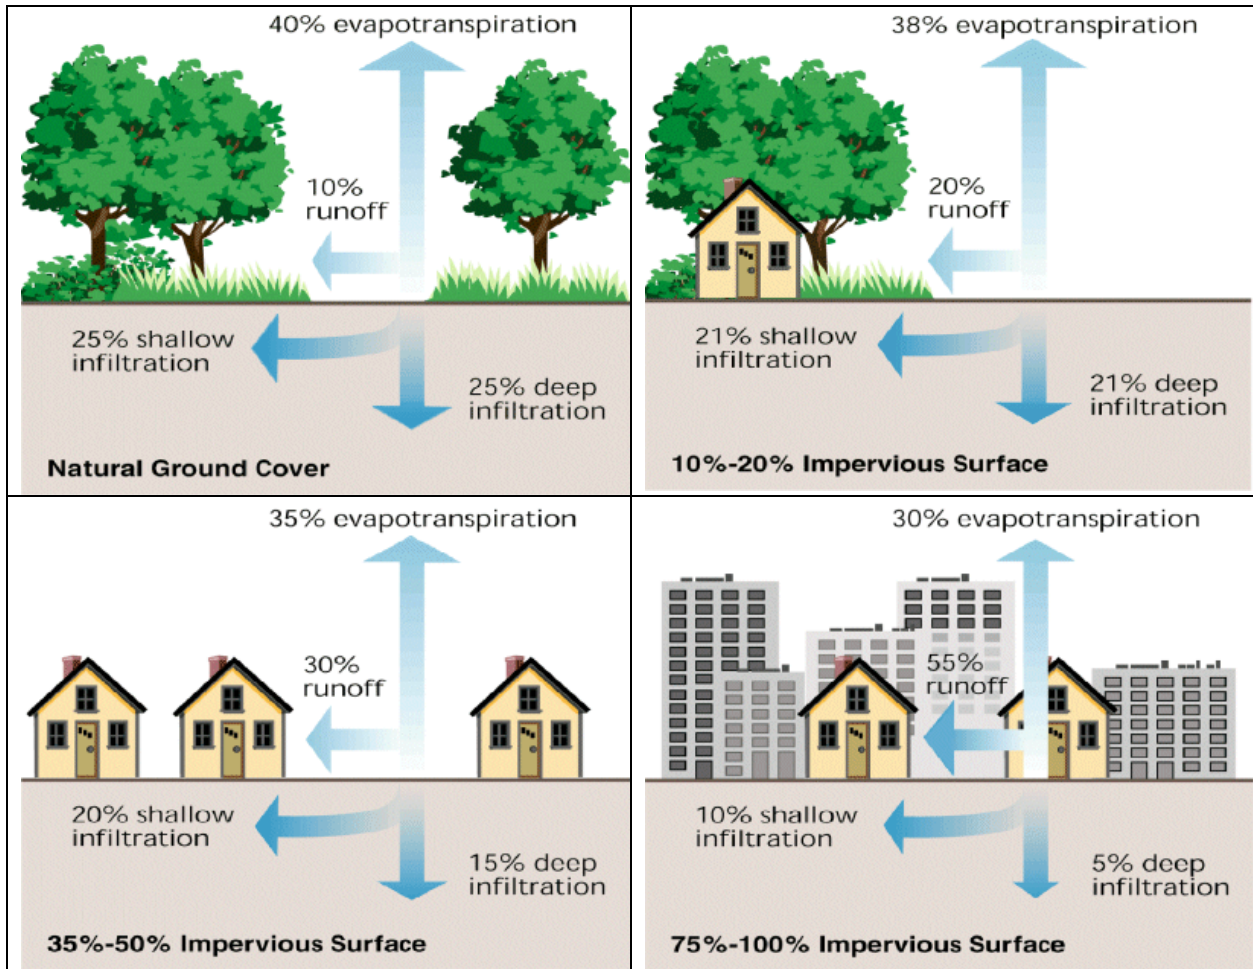 40% evapotranspiration
10%
runoff
25% shallow
infiltration
25% deep
infiltration
Natural Ground Cover
38% evapotranspiration
20%
runoff
21% shallow
infiltration
21% deep
infiltration
10%-20% Impervious Surface
35% evapotranspiration
30%
runoff
20% shallow
infiltration
15% deep
infiltration
35%-50% Impervious Surface
30% evapotranspiration
55%
runoff
10% shallow
infiltration
5% deep
infiltration
75%-100% Impervious Surface